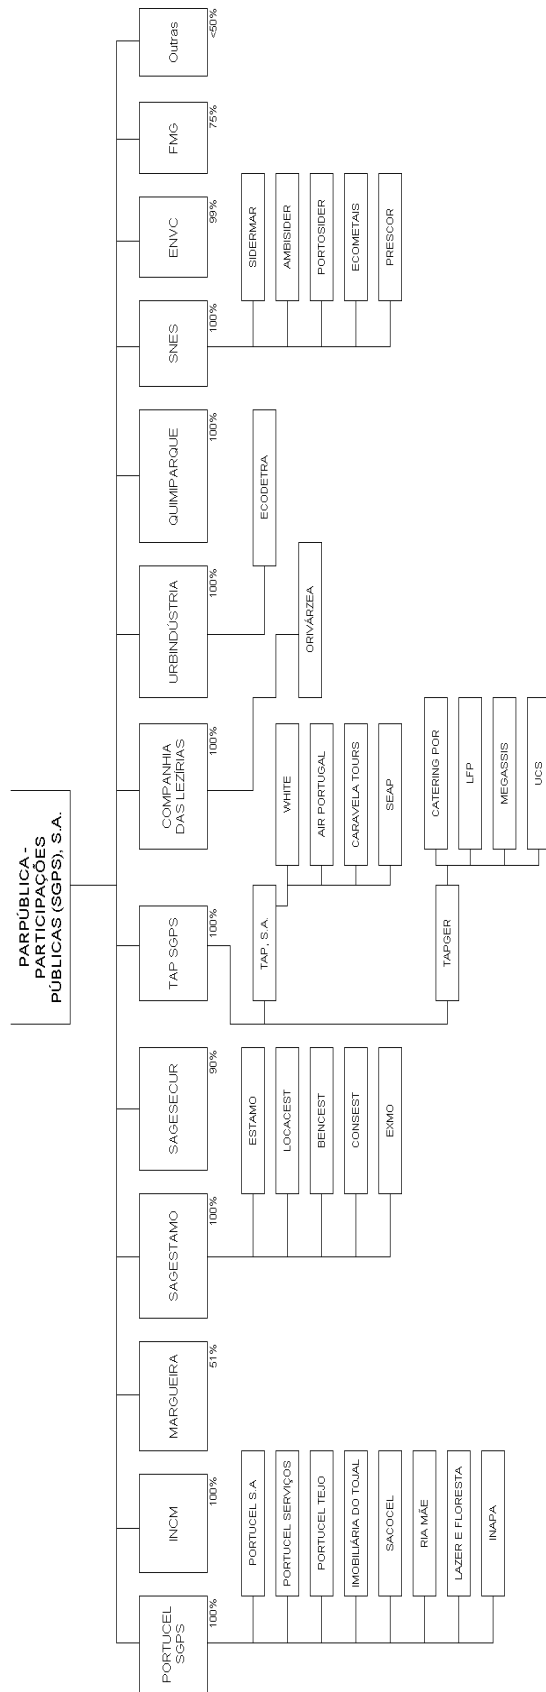 PARPÚBLICA -
PARTICIPAÇÕES
PÚBLICAS (SGPS), S.A.
PORTUCEL
SGPS
100%
INCM
100%
MARGUEIRA
51%
SAGESTAMO
100%
SAGESECUR
90%
TAP SGPS
100%
COMPANHIA
DAS LEZÍRIAS
100%
URBINDÚSTRIA
100%
QUIMIPARQUE
100%
SNES
100%
ENVC
99%
FMG
75%
Outras
<50%
PORTUCEL S.A
PORTUCEL SERVIÇOS
PORTUCEL TEJO
IMOBILIÁRIA DO TOJAL
SACOCEL
RIA MÃE
LAZER E FLORESTA
INAPA
ESTAMO
LOCACEST
BENCEST
CONSEST
EXMO
TAP, S.A.
WHITE
AIR PORTUGAL
CARAVELA TOURS
SEAP
TAPGER
CATERING POR
LFP
MEGASSIS
UCS
ORIVÁRZEA
ECODETRA
SIDERMAR
AMBISIDER
PORTOSIDER
ECOMETAIS
PRESCOR